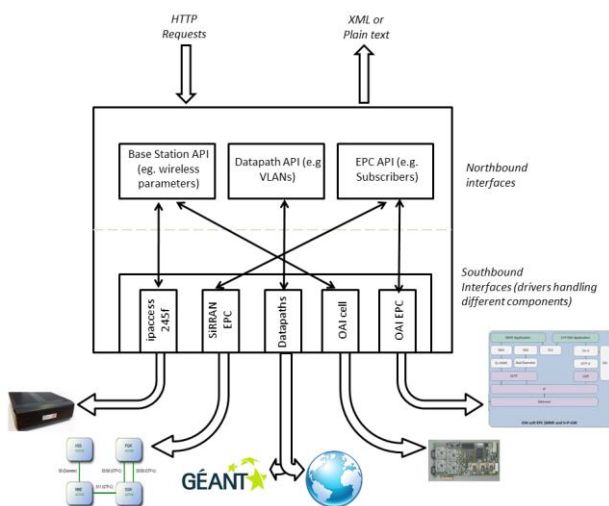 HTTP
Requests
XML or
Plain text
Base Station API
(eg. wireless
parameters)
Datapath API (e.g
VLANs)
EPC API (e.g.
Subscribers)
Northbound
interfaces
Southbound
Interfaces (drivers handling
different components)
ipaccess
245f
SiRRAN
EPC
Datapaths
OAI cell
OAI EPC
GÉANT